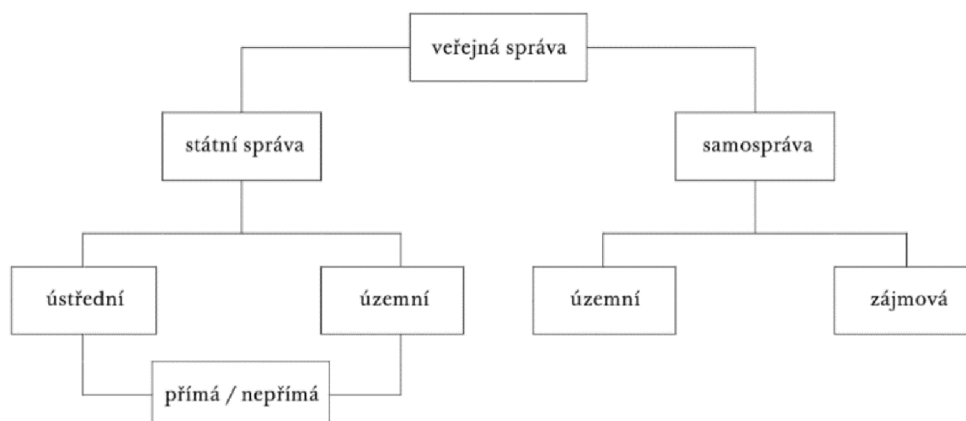 veřejná správa
státní správa
samospráva
ústřední
územní
územní
zájmová
přímá / nepřímá